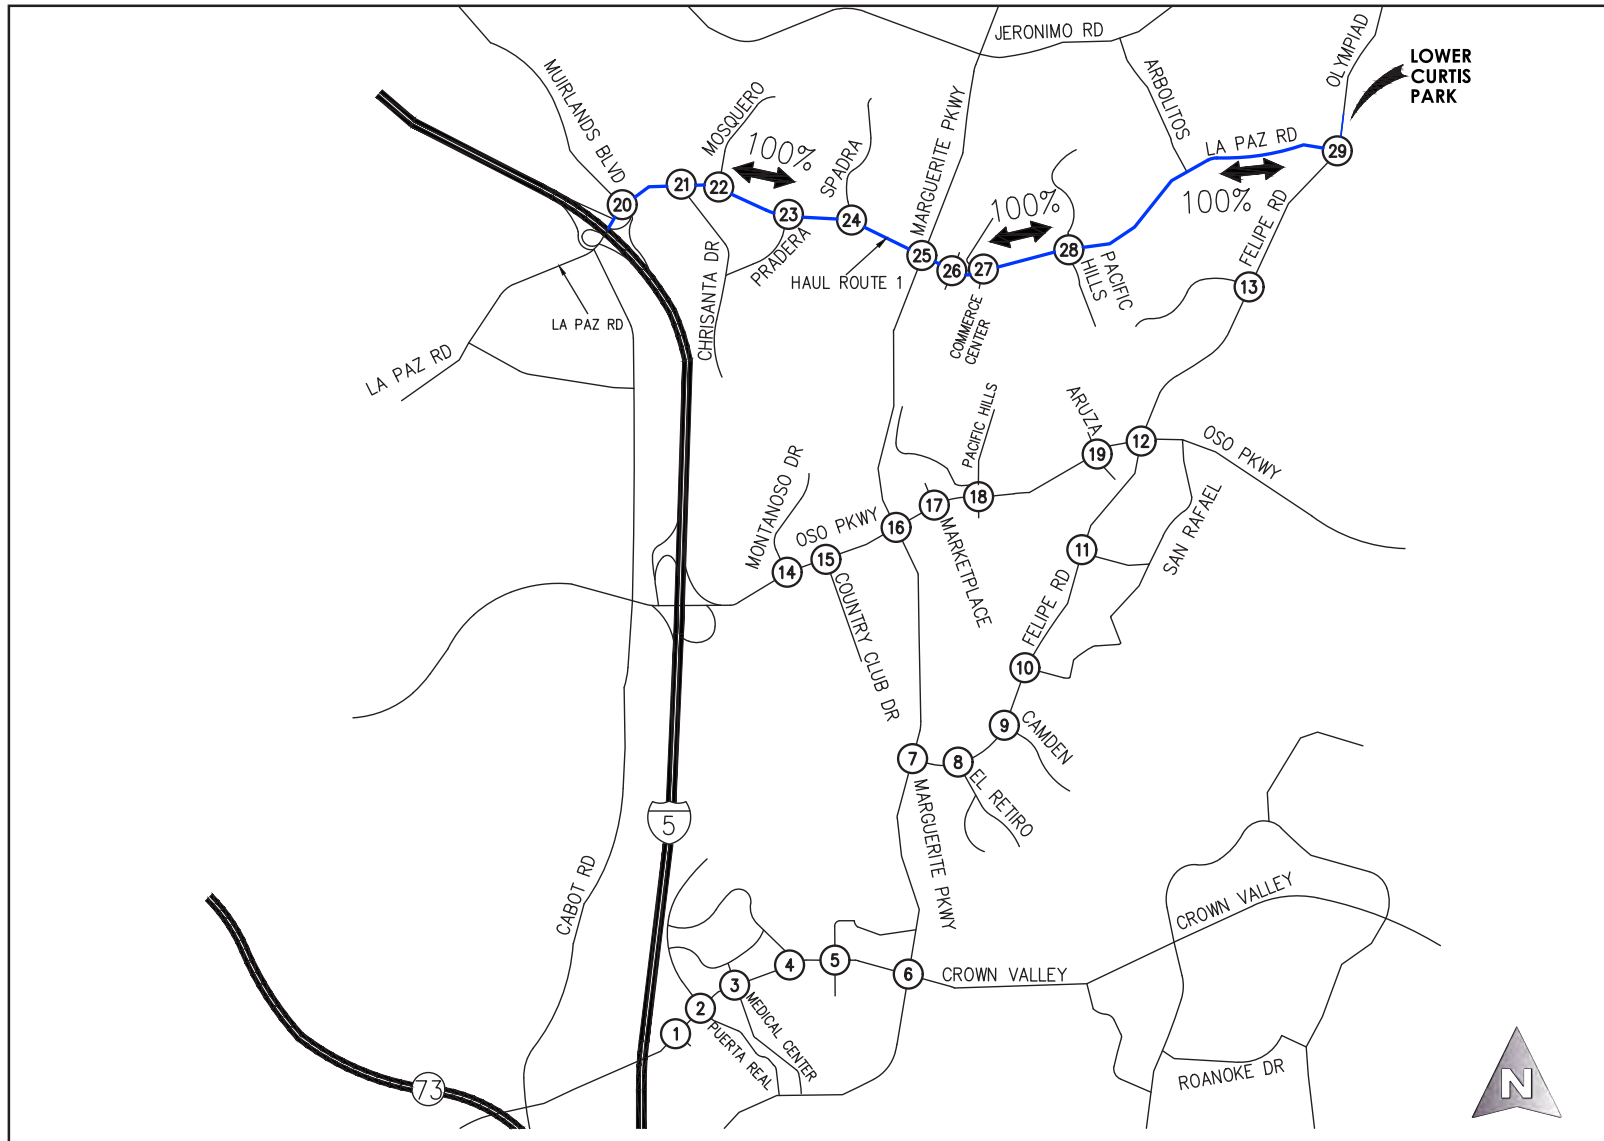 JERONIMO RD
OLYMPIAD
LOWER
CURTIS
PARK
MUIRLANDS BLVD
MOSQUERO
100%
SPADRA
MARGUERITE PKWY
ARBOLITOS
LA PAZ RD
29
20
21
22
23
24
25
26
27
28
100%
100%
FELIPE RD
CHRISANTA DR
PRADERA
HAUL ROUTE 1
COMMERCE
CENTER
PACIFIC
HILLS
13
LA PAZ RD
LA PAZ RD
PACIFIC HILLS
ARUZA
19
12
OSO PKWY
MONTANOSO DR
OSO PKWY
14
15
16
17
18
MARKETPLACE
11
SAN RAFAEL
COUNTRY CLUB DR
FELIPE RD
10
9
CAMDEN
7
8
EL RETIRO
MARGUERITE PKWY
5
CABOT RD
CROWN VALLEY
CROWN VALLEY
1
2
3
4
5
6
MEDICAL CENTER
PUERTA REAL
73
ROANOKE DR
N